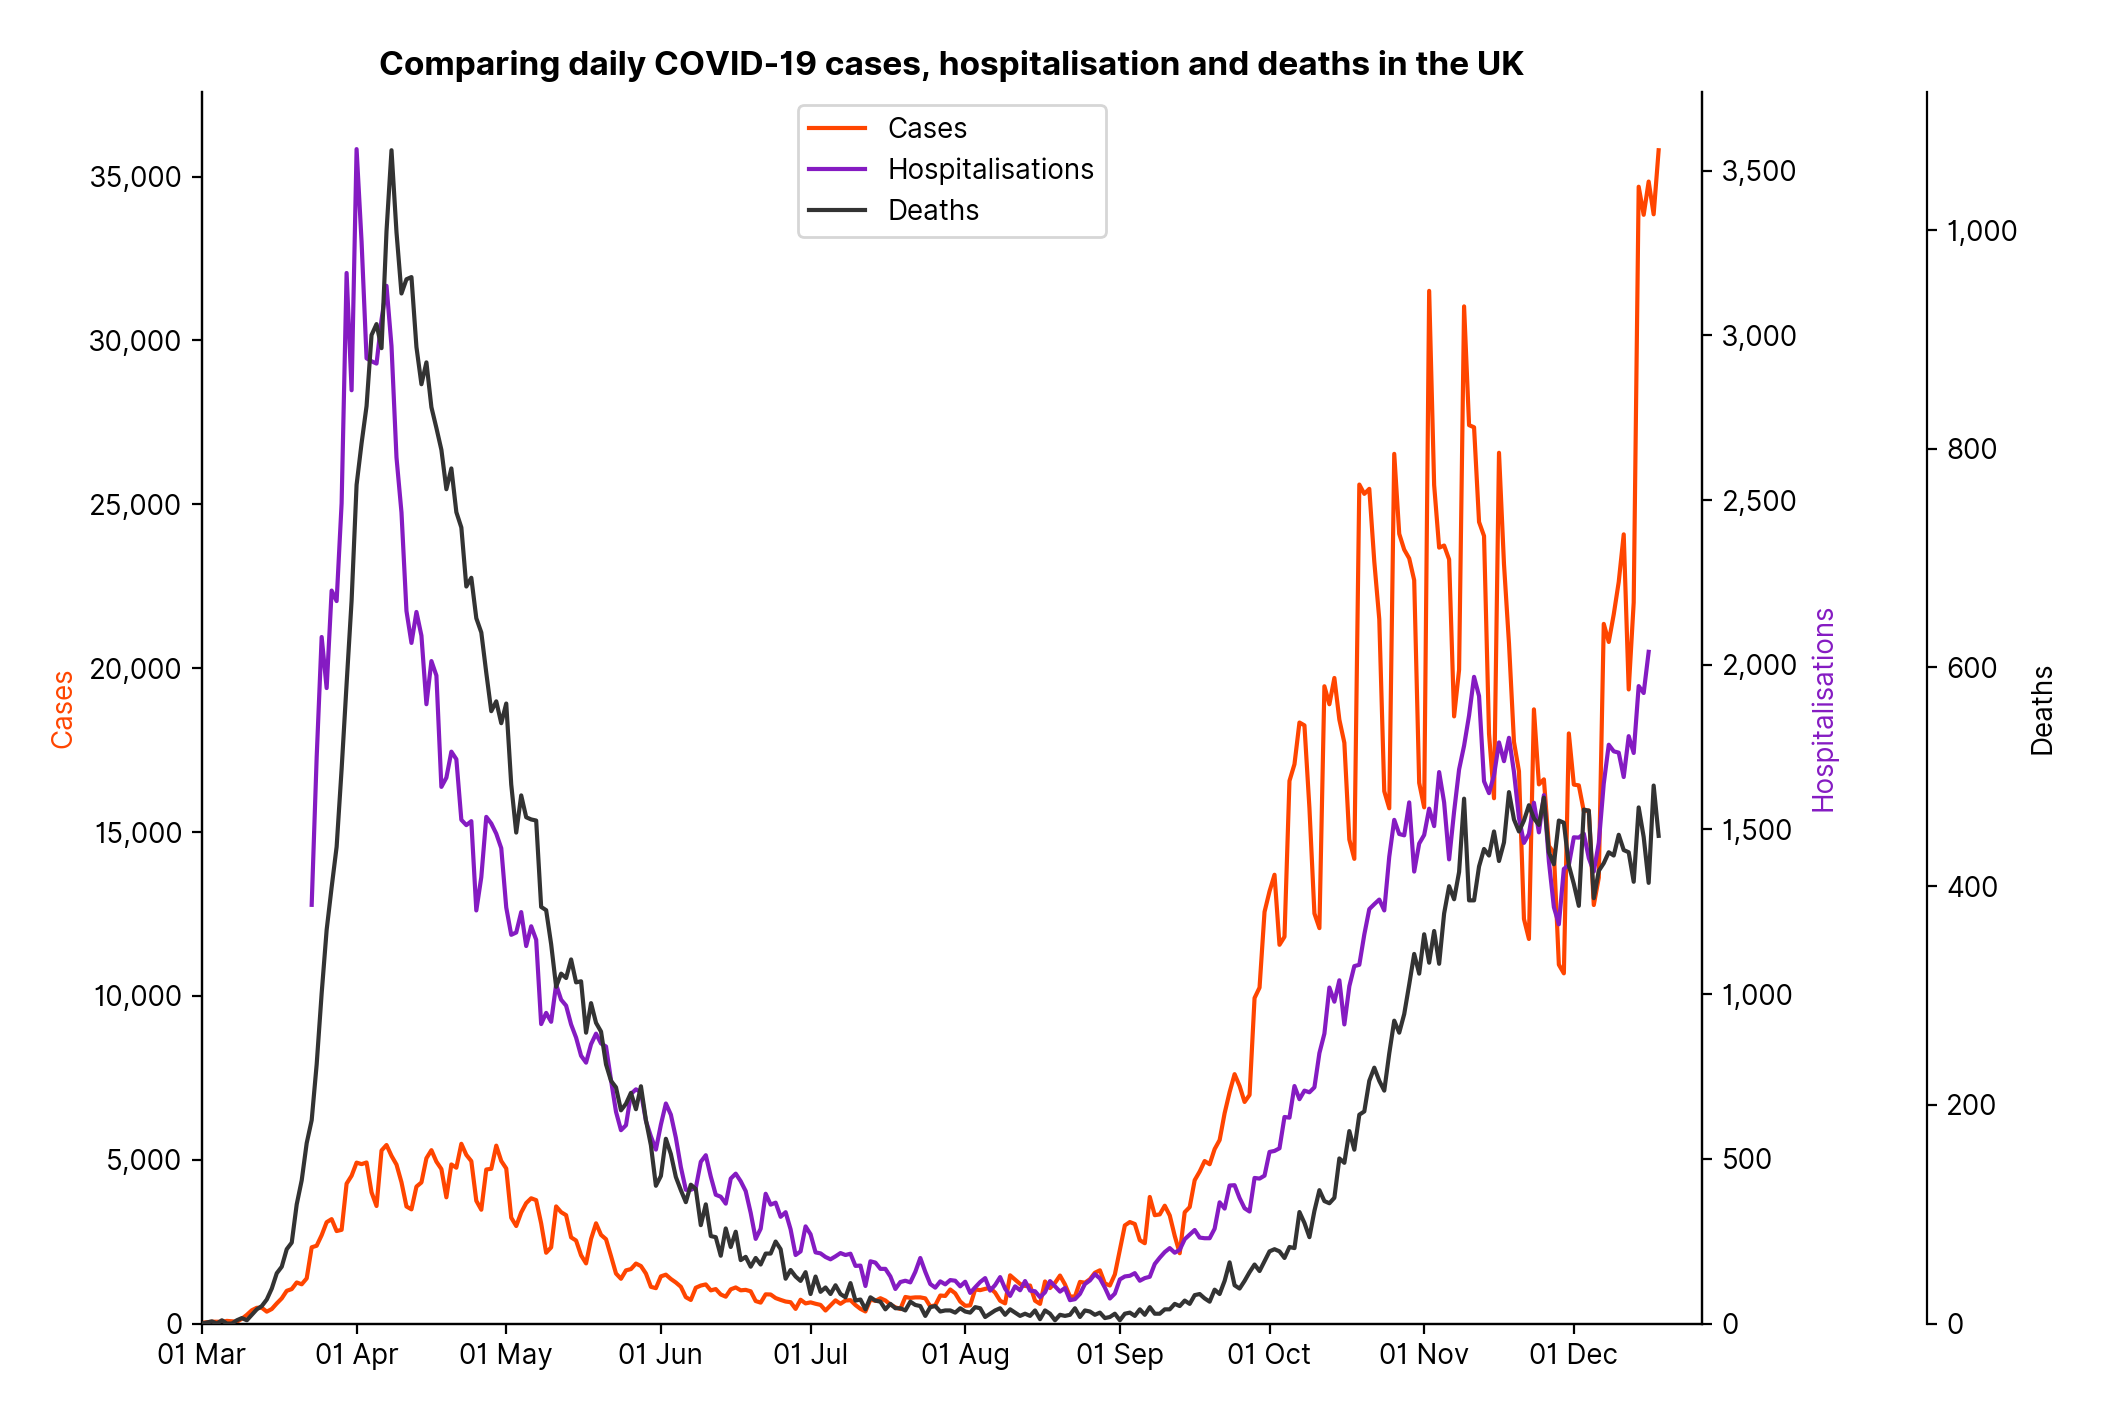 Comparing daily COVID-19 cases, hospitalisation and deaths in the UK
Cases
Hospitalisations
Deaths
35,000
30,000
25,000
20,000
15,000
10,000
5,000
0
Cases
3,500
3,000
2,500
2,000
1,500
1,000
500
0
Hospitalisations
1,000
800
600
400
200
0
Deaths
01 Mar 01 Apr 01 May 01 Jun 01 Jul 01 Aug 01 Sep 01 Oct 01 Nov 01 Dec